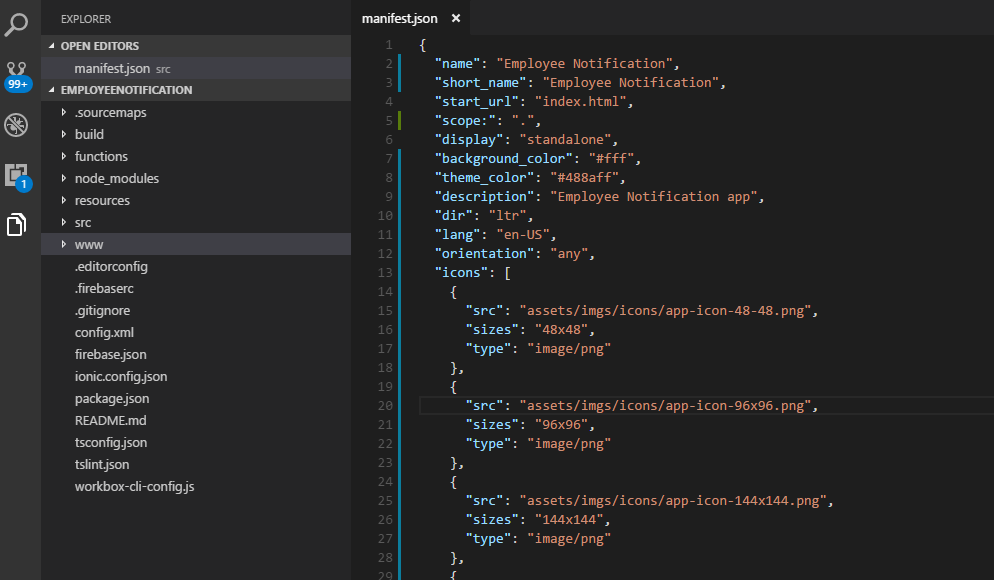 EXPLORER
OPEN EDITORS
manifest.json src
EMPLOYEENOTIFICATION
.sourcemaps
build
functions
node_modules
resources
src
www
.editorconfig
.firebaserc
.gitignore
config.xml
firebase.json
ionic.config.json
package.json
README.md
tsconfig.json
tslint.json
workbox-cli-config.js
99+
1
manifest.json ×
1 {
2 "name": "Employee Notification",
3 "short_name": "Employee Notification",
4 "start_url": "index.html",
5 "scope:": ".",
6 "display": "standalone",
7 "background_color": "#fff",
8 "theme_color": "#488aff",
9 "description": "Employee Notification app",
10 "dir": "ltr",
11 "lang": "en-US",
12 "orientation": "any",
13 "icons": [
14 {
15 "src": "assets/imgs/icons/app-icon-48-48.png",
16 "sizes": "48x48",
17 "type": "image/png"
18 },
19 {
20 "src": "assets/imgs/icons/app-icon-96x96.png",
21 "sizes": "96x96",
22 "type": "image/png"
23 },
24 {
25 "src": "assets/imgs/icons/app-icon-144x144.png",
26 "sizes": "144x144",
27 "type": "image/png"
28 },
29 {